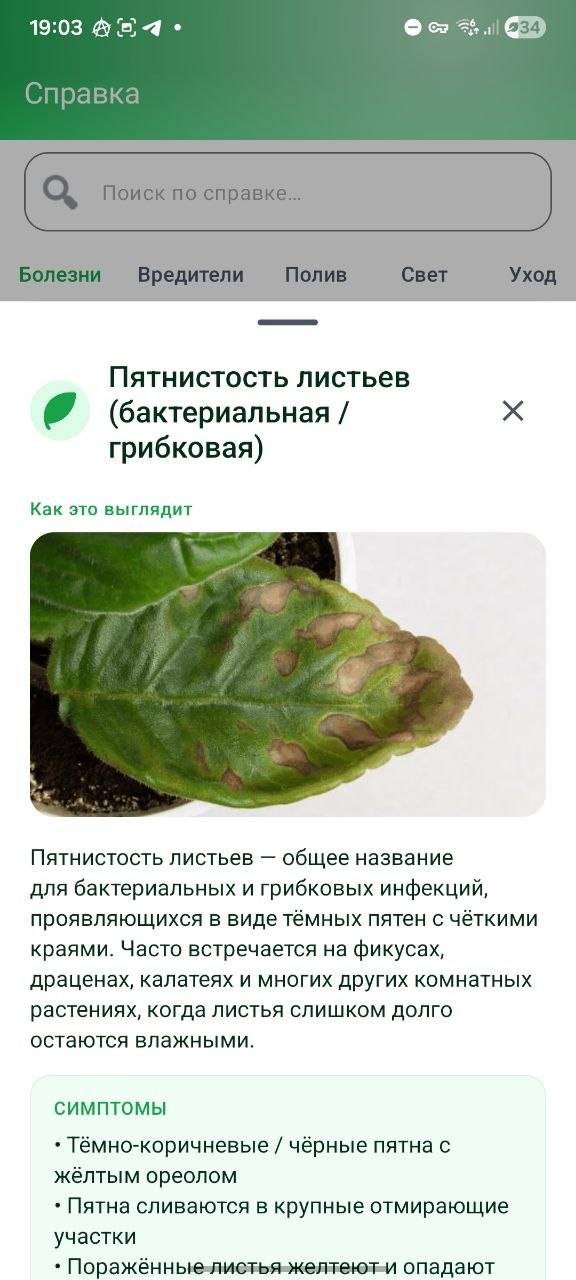 19:03
34
Справка
Поиск по справке…
Болезни Вредители Полив Свет Уход
Пятнистость листьев
(бактериальная /
грибковая)
Как это выглядит
Пятнистость листьев — общее название
для бактериальных и грибковых инфекций,
проявляющихся в виде тёмных пятен с чёткими
краями. Часто встречается на фикусах,
драценах, калатеях и многих других комнатных
растениях, когда листья слишком долго
остаются влажными.
СИМПТОМЫ
• Тёмно-коричневые / чёрные пятна с
жёлтым ореолом
• Пятна сливаются в крупные отмирающие
участки
• Поражённые листья желтеют и опадают